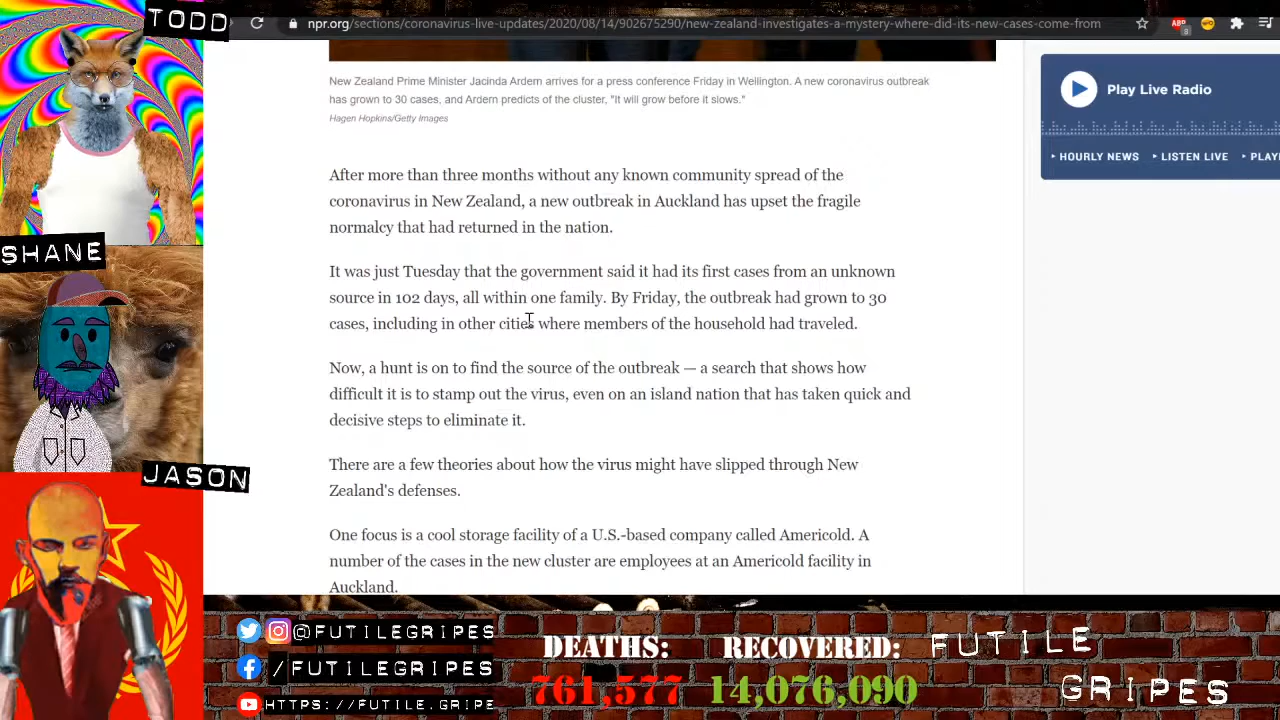 TODD
npr.org/sections/coronavirus-live-updates/2020/08/14/902675290/new-zealand-investigates-a-mystery-where-did-its-new-cases-come-from
ABP
New Zealand Prime Minister Jacinda Ardern arrives for a press conference Friday in Wellington. A new coronavirus outbreak
has grown to 30 cases, and Ardern predicts of the cluster, "It will grow before it slows."
Hagen Hopkins/Getty Images
Play Live Radio
HOURLY NEWS
LISTEN LIVE
After more than three months without any known community spread of the
coronavirus in New Zealand, a new outbreak in Auckland has upset the fragile
normalcy that had returned in the nation.
SHANE
It was just Tuesday that the government said it had its first cases from an unknown
source in 102 days, all within one family. By Friday, the outbreak had grown to 30
cases, including in other cities where members of the household had traveled.
Now, a hunt is on to find the source of the outbreak — a search that shows how
difficult it is to stamp out the virus, even on an island nation that has taken quick and
decisive steps to eliminate it.
JASON
There are a few theories about how the virus might have slipped through New
Zealand's defenses.
One focus is a cool storage facility of a U.S.-based company called Americold. A
number of the cases in the new cluster are employees at an Americold facility in
Auckland.
@FUTILEGRIPES
/FUTILEGRIPES
HTTPS://FUTILE.GRIPE
DEATHS:
RECOVERED:
14,076,090
FUTILE
GRIPES